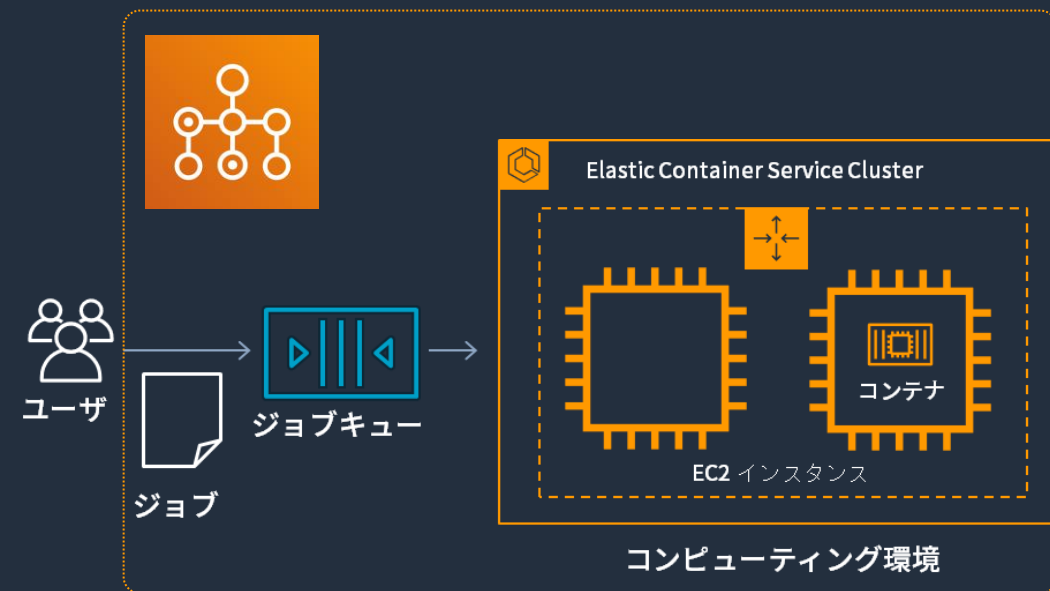 Elastic Container Service Cluster
コンテナ
ユーザ
ジョブキュー
EC2 インスタンス
ジョブ
コンピューティング環境